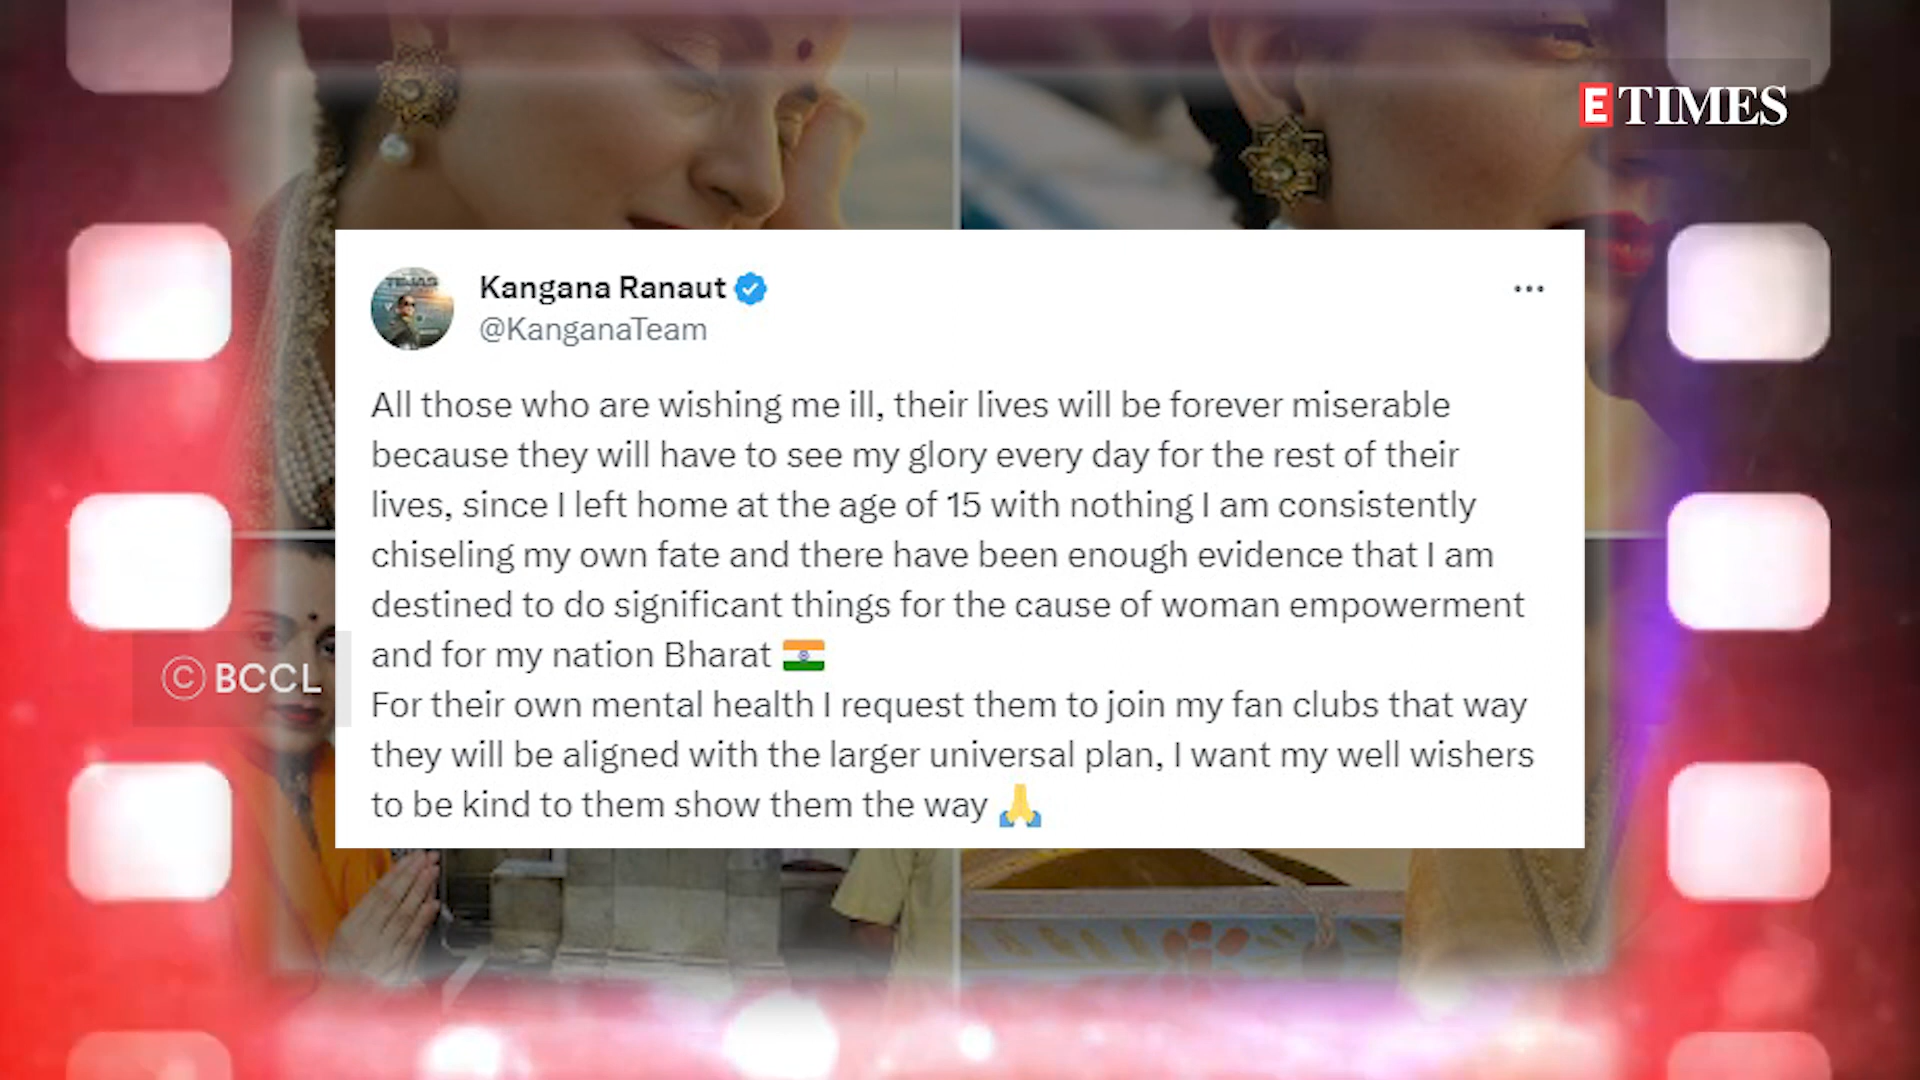 ETIMES
Kangana Ranaut
@KanganaTeam
All those who are wishing me ill, their lives will be forever miserable
because they will have to see my glory every day for the rest of their
lives, since I left home at the age of 15 with nothing I am consistently
chiseling my own fate and there have been enough evidence that I am
destined to do significant things for the cause of woman empowerment
and for my nation Bharat 🇮🇳
For their own mental health I request them to join my fan clubs that way
they will be aligned with the larger universal plan, I want my well wishers
to be kind to them show them the way 🙏
© BCCL
TEJAS